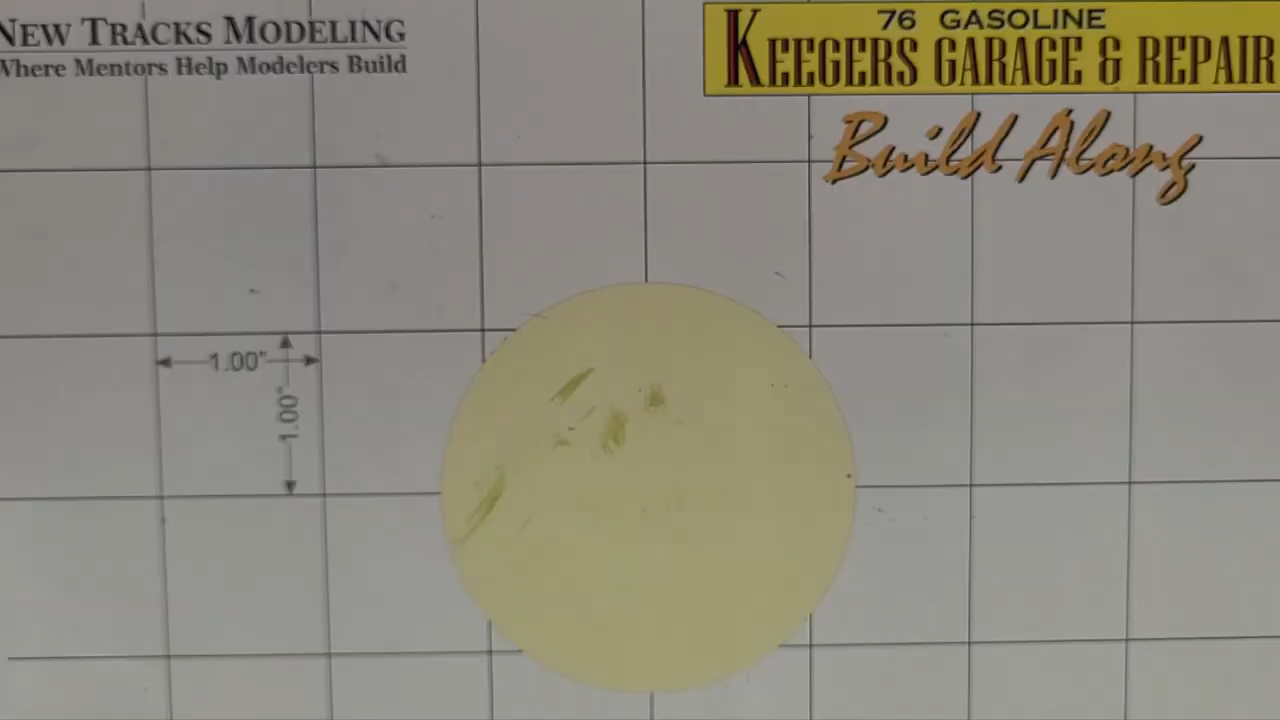 NEW TRACKS MODELING
Where Mentors Help Modelers Build
76 GASOLINE
KEEGERS GARAGE & REPAIR
Build Along
1.00"
1.00"